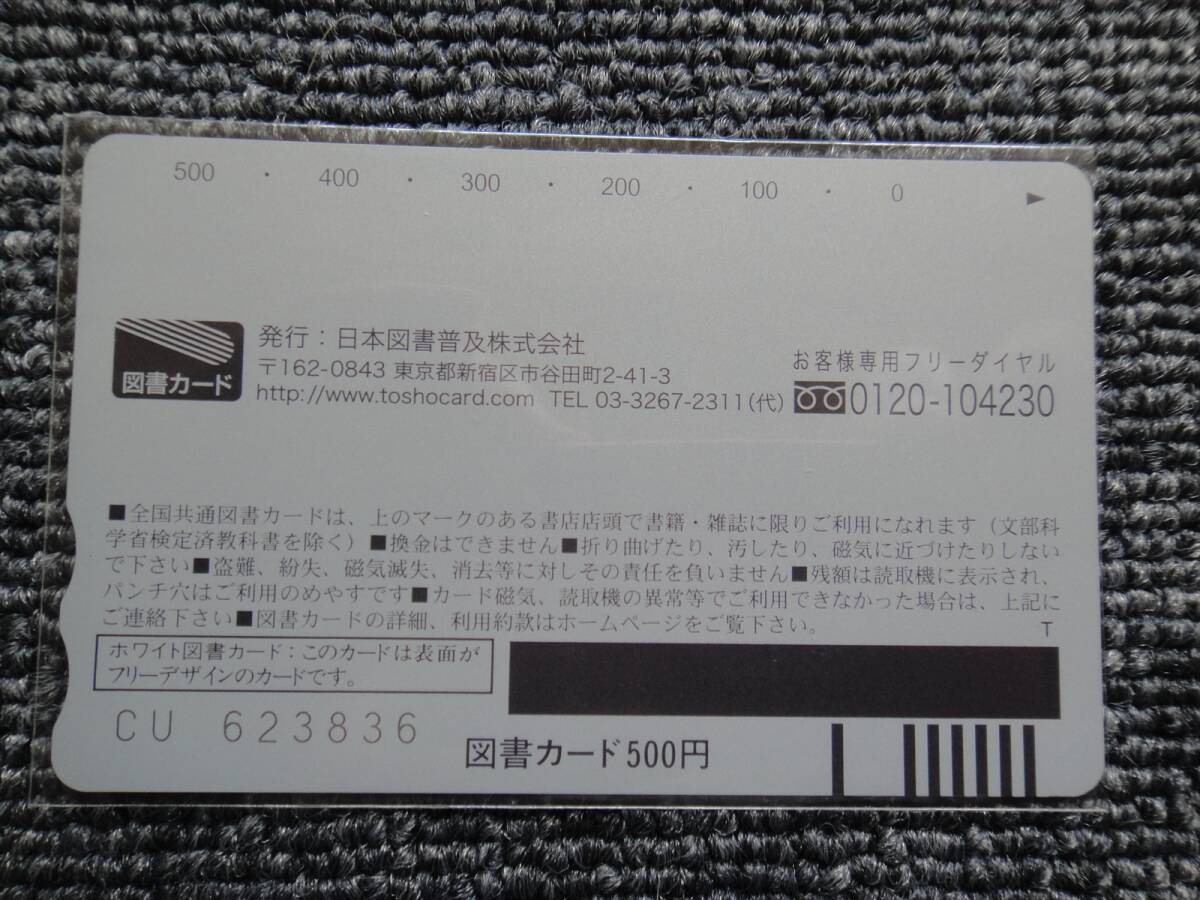 500 ・ 400 ・ 300 ・ 200 ・ 100 ・ 0 ▶
図書カード
発行：日本図書普及株式会社
〒162-0843 東京都新宿区市谷田町2-41-3
http://www.toshocard.com TEL 03-3267-2311(代)
お客様専用フリーダイヤル
0120-104230
■全国共通図書カードは、上のマークのある書店店頭で書籍・雑誌に限りご利用になれます（文部科
学省検定済教科書を除く）■換金はできません■折り曲げたり、汚したり、磁気に近づけたりしない
で下さい■盗難、紛失、磁気滅失、消去等に対しその責任を負いません■残額は読取機に表示され、
パンチ穴はご利用のめやすです■カード磁気、読取機の異常等でご利用できなかった場合は、上記に
ご連絡下さい■図書カードの詳細、利用約款はホームページをご覧下さい。
T
ホワイト図書カード：このカードは表面が
フリーデザインのカードです。
CU 623836
図書カード500円